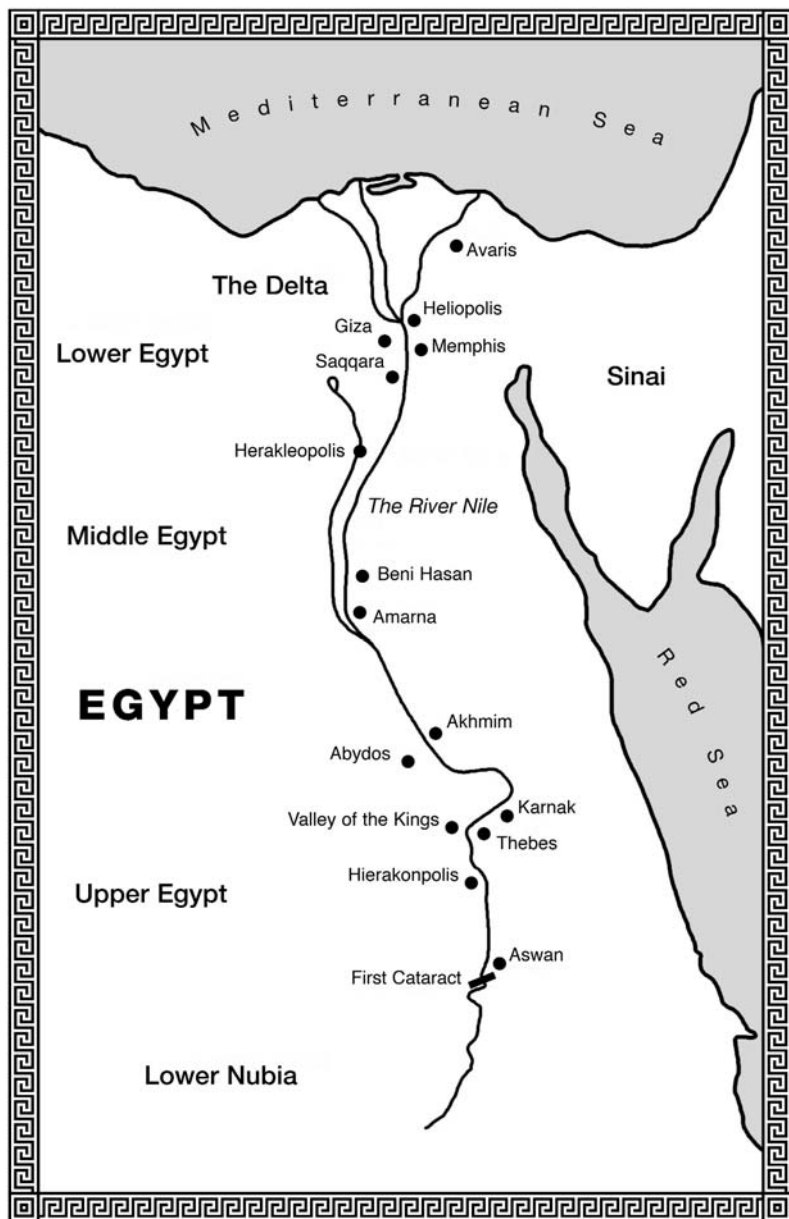 Mediterranean Sea
Avaris
The Delta
Heliopolis
Giza
Lower Egypt
Memphis
Saqqara
Sinai
Herakleopolis
The River Nile
Middle Egypt
Beni Hasan
Amarna
Red Sea
EGYPT
Akhmim
Abydos
Karnak
Valley of the Kings
Thebes
Hierakonpolis
Upper Egypt
Aswan
First Cataract
Lower Nubia